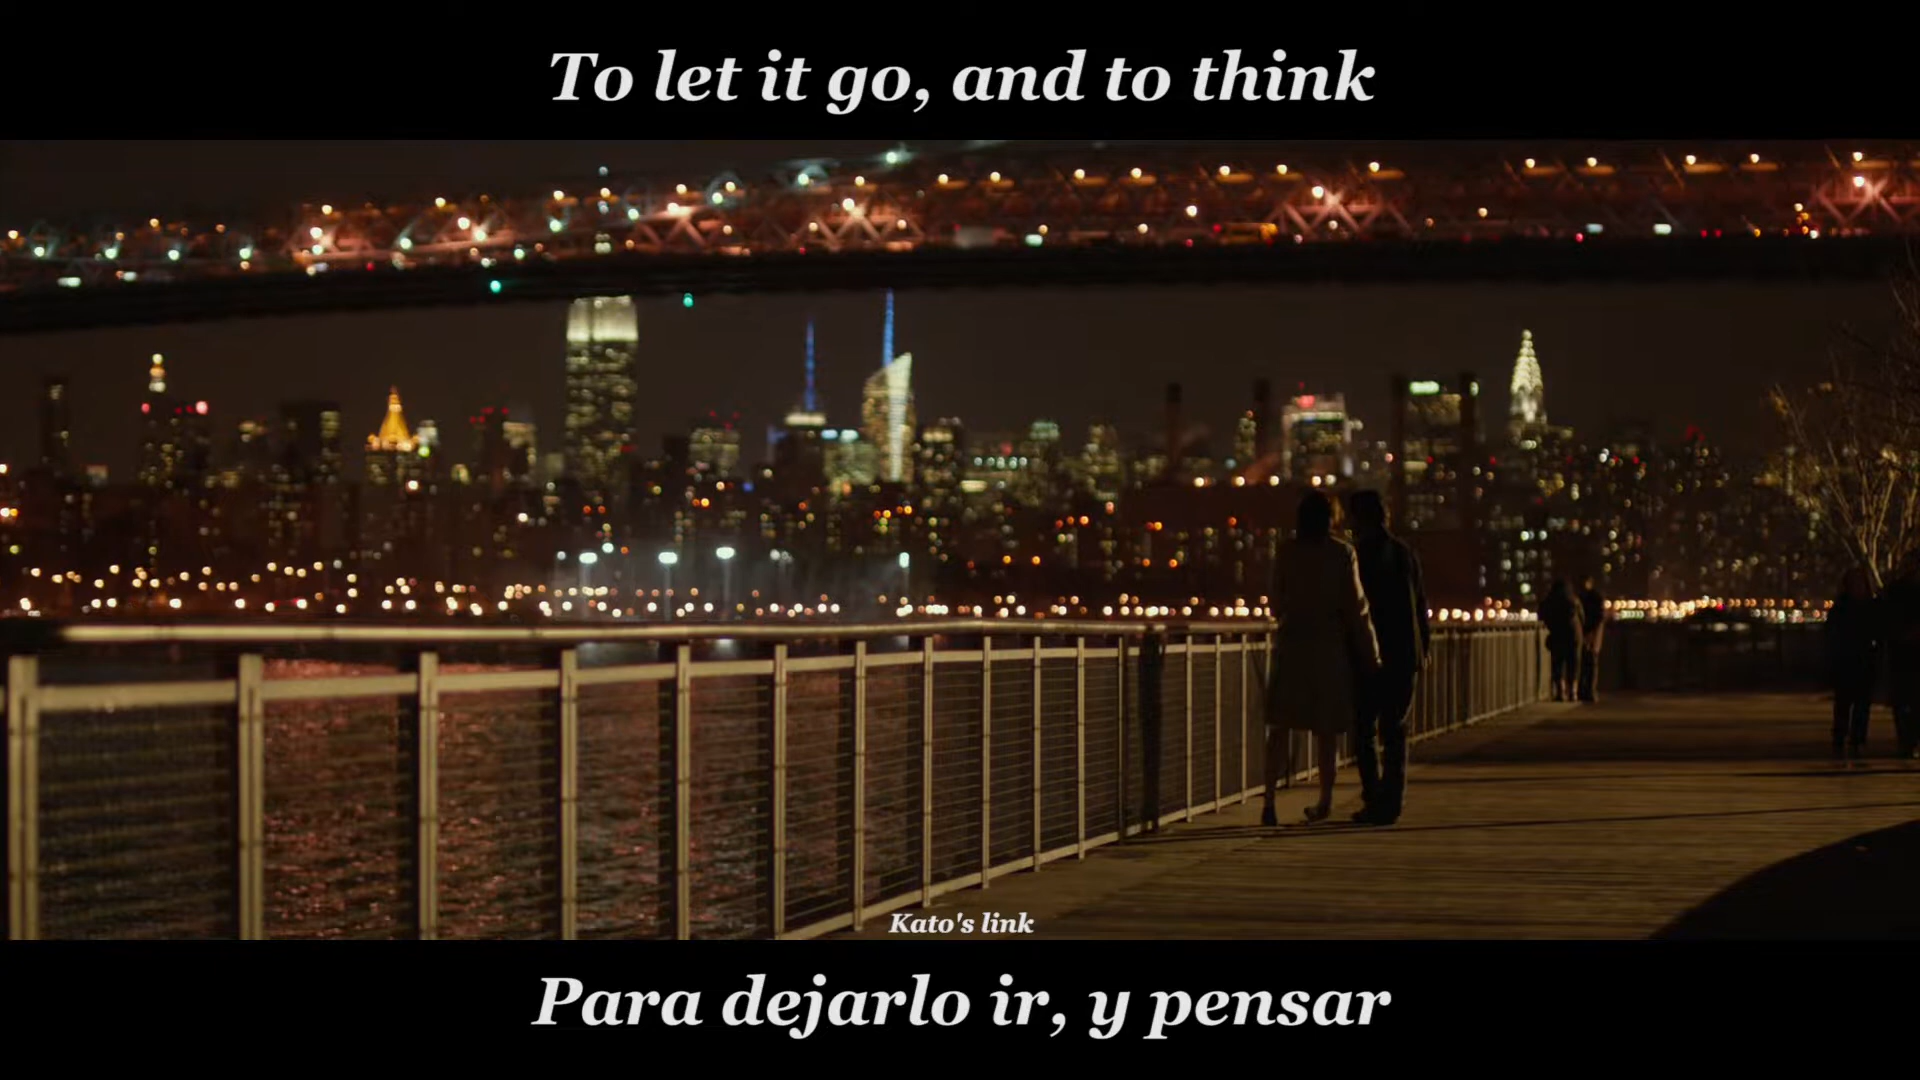 To let it go, and to think
Kato's link
Para dejarlo ir, y pensar